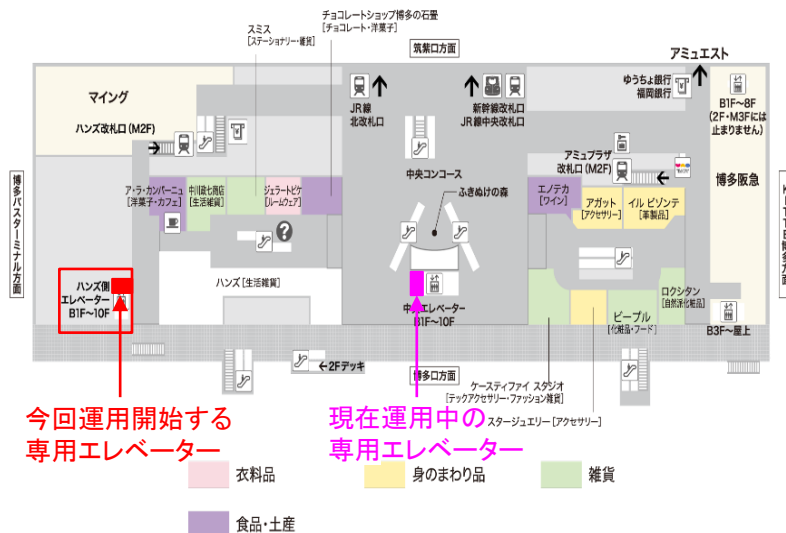 チョコレートショップ博多の石畳
[チョコレート・洋菓子]
スミス
[ステーショナリー・雑貨]
筑紫口方面
アミュエスト
マイング
ハンズ改札口 (M2F)
JR線
北改札口
新幹線改札口
JR線中央改札口
ゆうちょ銀行
福岡銀行
B1F～8F
(2F・M3Fには
止まりません)
中央コンコース
アミュプラザ
改札口 (M2F)
博多阪急
博多バスターミナル方面
ア・ラ・カンパーニュ
[洋菓子・カフェ]
中川政七商店
[生活雑貨]
ジェラートピケ
[ルームウェア]
ふきぬけの森
エノテカ
[ワイン]
アガット
[アクセサリー]
イル ビゾンテ
[革製品]
ハンズ側
エレベーター
B1F～10F
ハンズ [生活雑貨]
?
エレベーター
B1F～10F
ロクシタン
[自然派化粧品]
ビープル
[化粧品・フード]
B3F～屋上
←2Fデッキ
博多口方面
ケースティファイ スタジオ
[テックアクセサリー・ファッション雑貨]
スタージュエリー [アクセサリー]
今回運用開始する
専用エレベーター
現在運用中の
専用エレベーター
衣料品
身のまわり品
雑貨
食品・土産